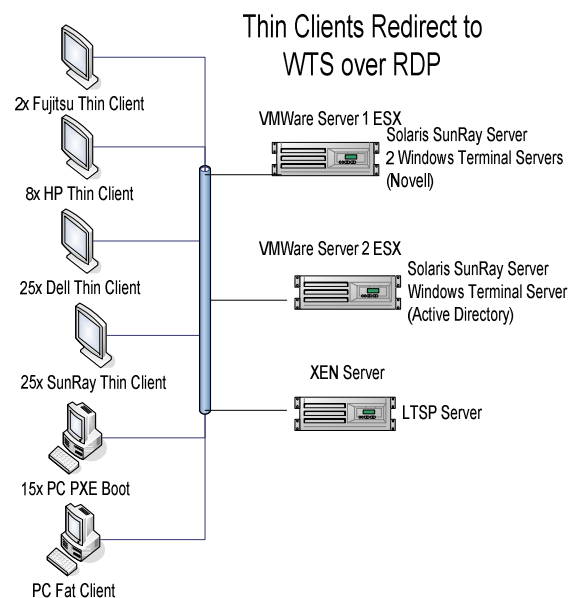 Thin Clients Redirect to
WTS over RDP
2x Fujitsu Thin Client
8x HP Thin Client
25x Dell Thin Client
25x SunRay Thin Client
15x PC PXE Boot
PC Fat Client
VMWare Server 1 ESX
Solaris SunRay Server
2 Windows Terminal Servers
(Novell)
VMWare Server 2 ESX
Solaris SunRay Server
Windows Terminal Server
(Active Directory)
XEN Server
LTSP Server